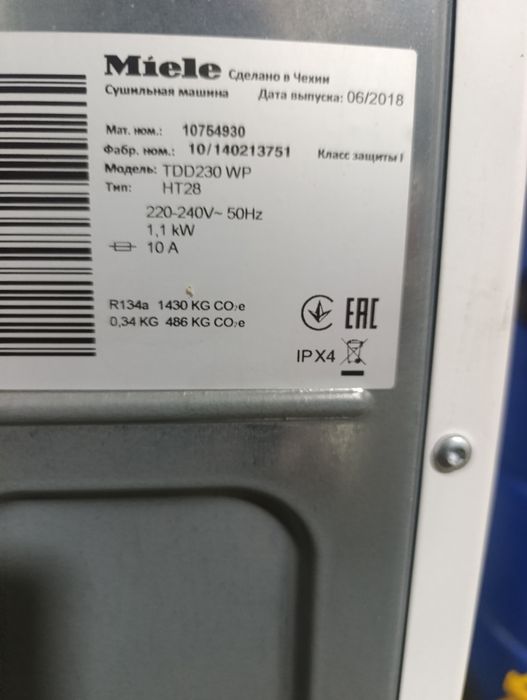 Miele Сделано в Чехии
Сушильная машина Дата выпуска: 06/2018
Мат. ном.: 10754930
Фабр. ном.: 10/140213751 Класс защиты I
Модель: TDD230 WP
Тип: HT28
220-240V~ 50Hz
1,1 kW
10 A
R134a 1430 KG CO₂e
0,34 KG 486 KG CO₂e
EAC
IPX4